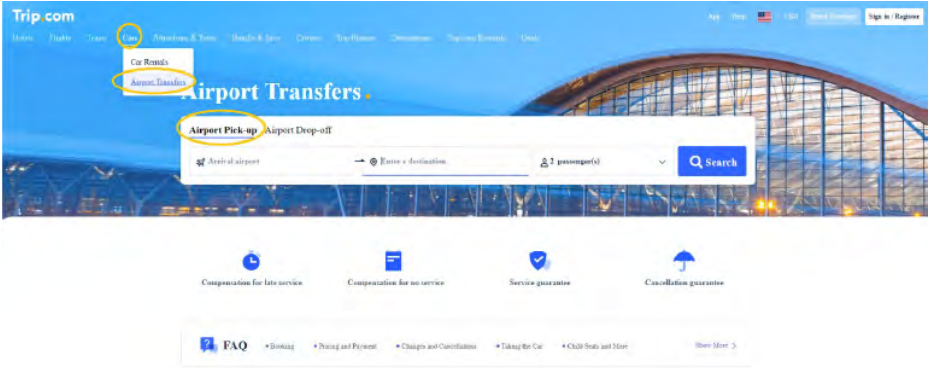 Trip.com
App Help USD Sign in / Register
Hotels Flights Trains Cars Attractions & Tours Deals
Car Rentals
Airport Transfers
Airport Transfers.
Airport Pick-up Airport Drop-off
Arrival airport Enter a destination 2 passenger(s) Search
Compensation for late service Compensation for no service Service guarantee Cancellation guarantee
FAQ • Booking • Pricing and Payment • Changes and Cancellations • Taking the Car • Child Seats and More Show More >